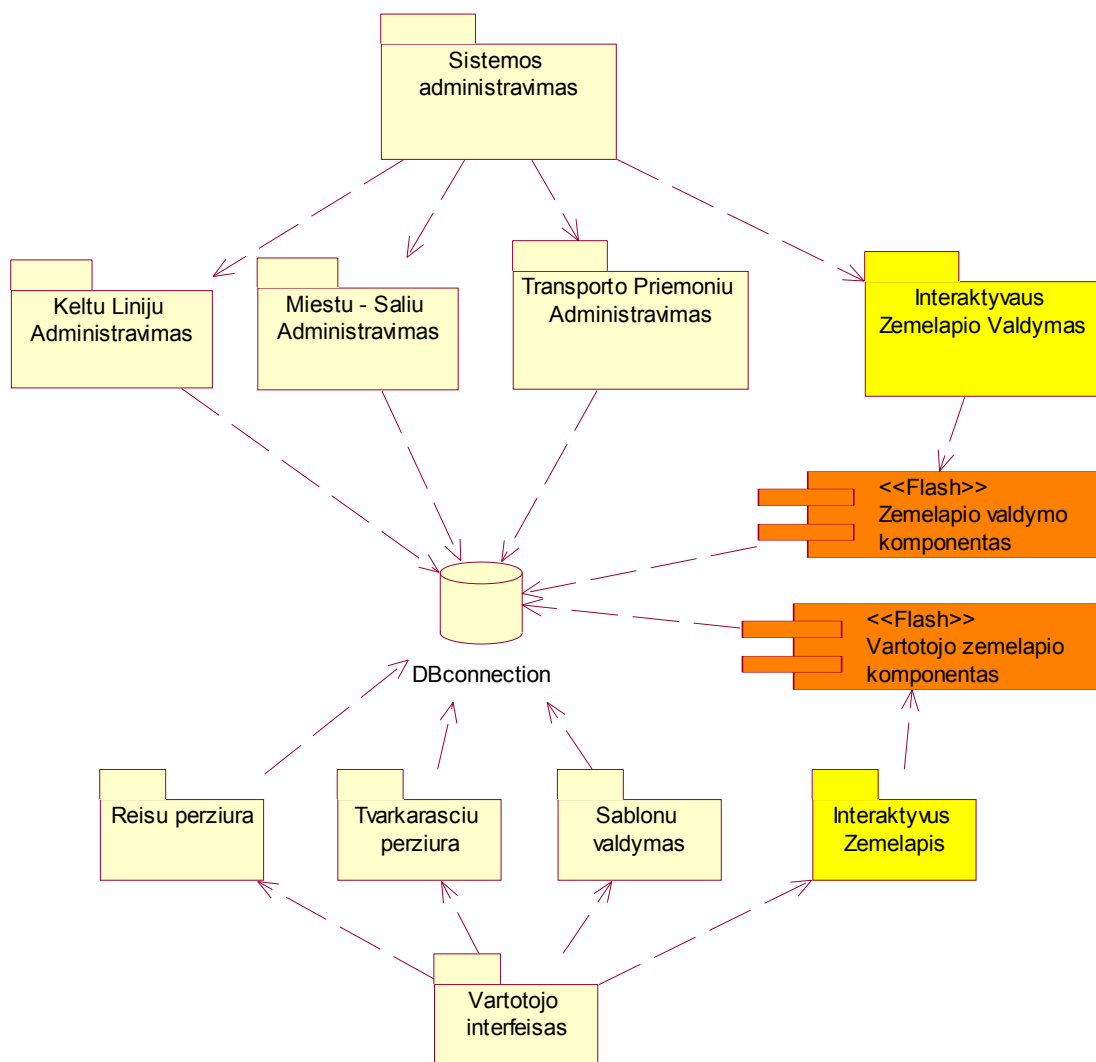 Sistemos
administravimas
Keltu Liniju
Administravimas
Miestu - Saliu
Administravimas
Transporto Priemoniu
Administravimas
Interaktyvaus
Zemelapio Valdymas
<<Flash>>
Zemelapio valdymo
komponentas
<<Flash>>
Vartotojo zemelapio
komponentas
DBconnection
Reisu perziura
Tvarkarasciu
perziura
Sablonu
valdymas
Interaktyvus
Zemelapis
Vartotojo
interfeisas